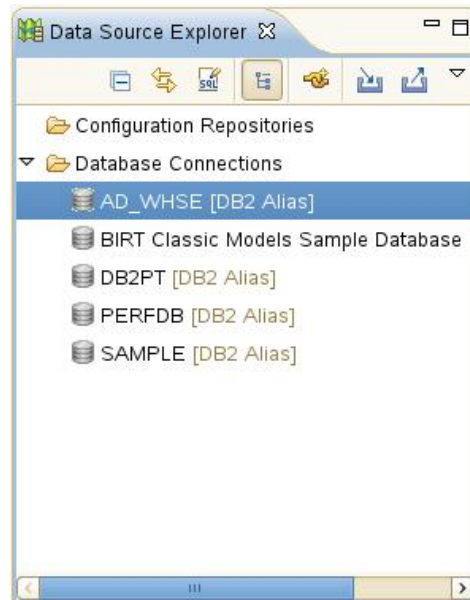 Data Source Explorer
SQL
Configuration Repositories
Database Connections
AD_WHSE [DB2 Alias]
BIRT Classic Models Sample Database
DB2PT [DB2 Alias]
PERFDB [DB2 Alias]
SAMPLE [DB2 Alias]